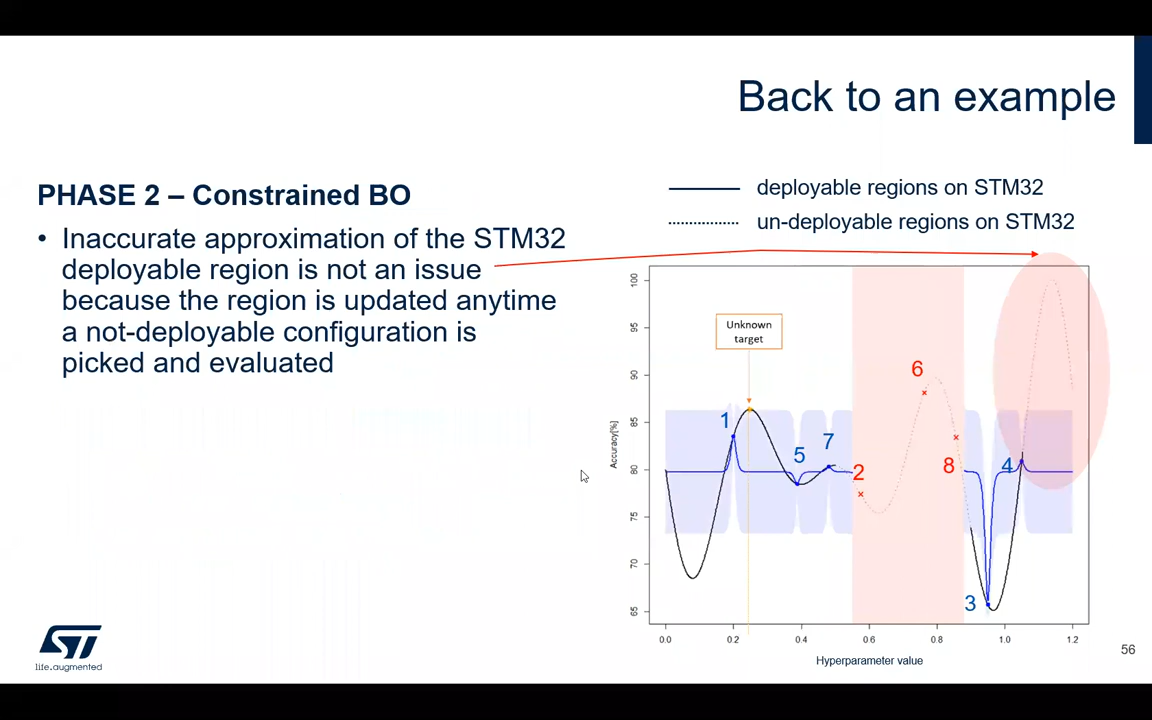 Back to an example
PHASE 2 – Constrained BO
• Inaccurate approximation of the STM32
deployable region is not an issue
because the region is updated anytime
a not-deployable configuration is
picked and evaluated
deployable regions on STM32
un-deployable regions on STM32
Unknown
target
1
5
7
2
6
8
3
4
Accuracy[%]
100
95
90
85
80
75
70
65
0.0 0.2 0.4 0.6 0.8 1.0 1.2
Hyperparameter value
ST
life.augmented
56